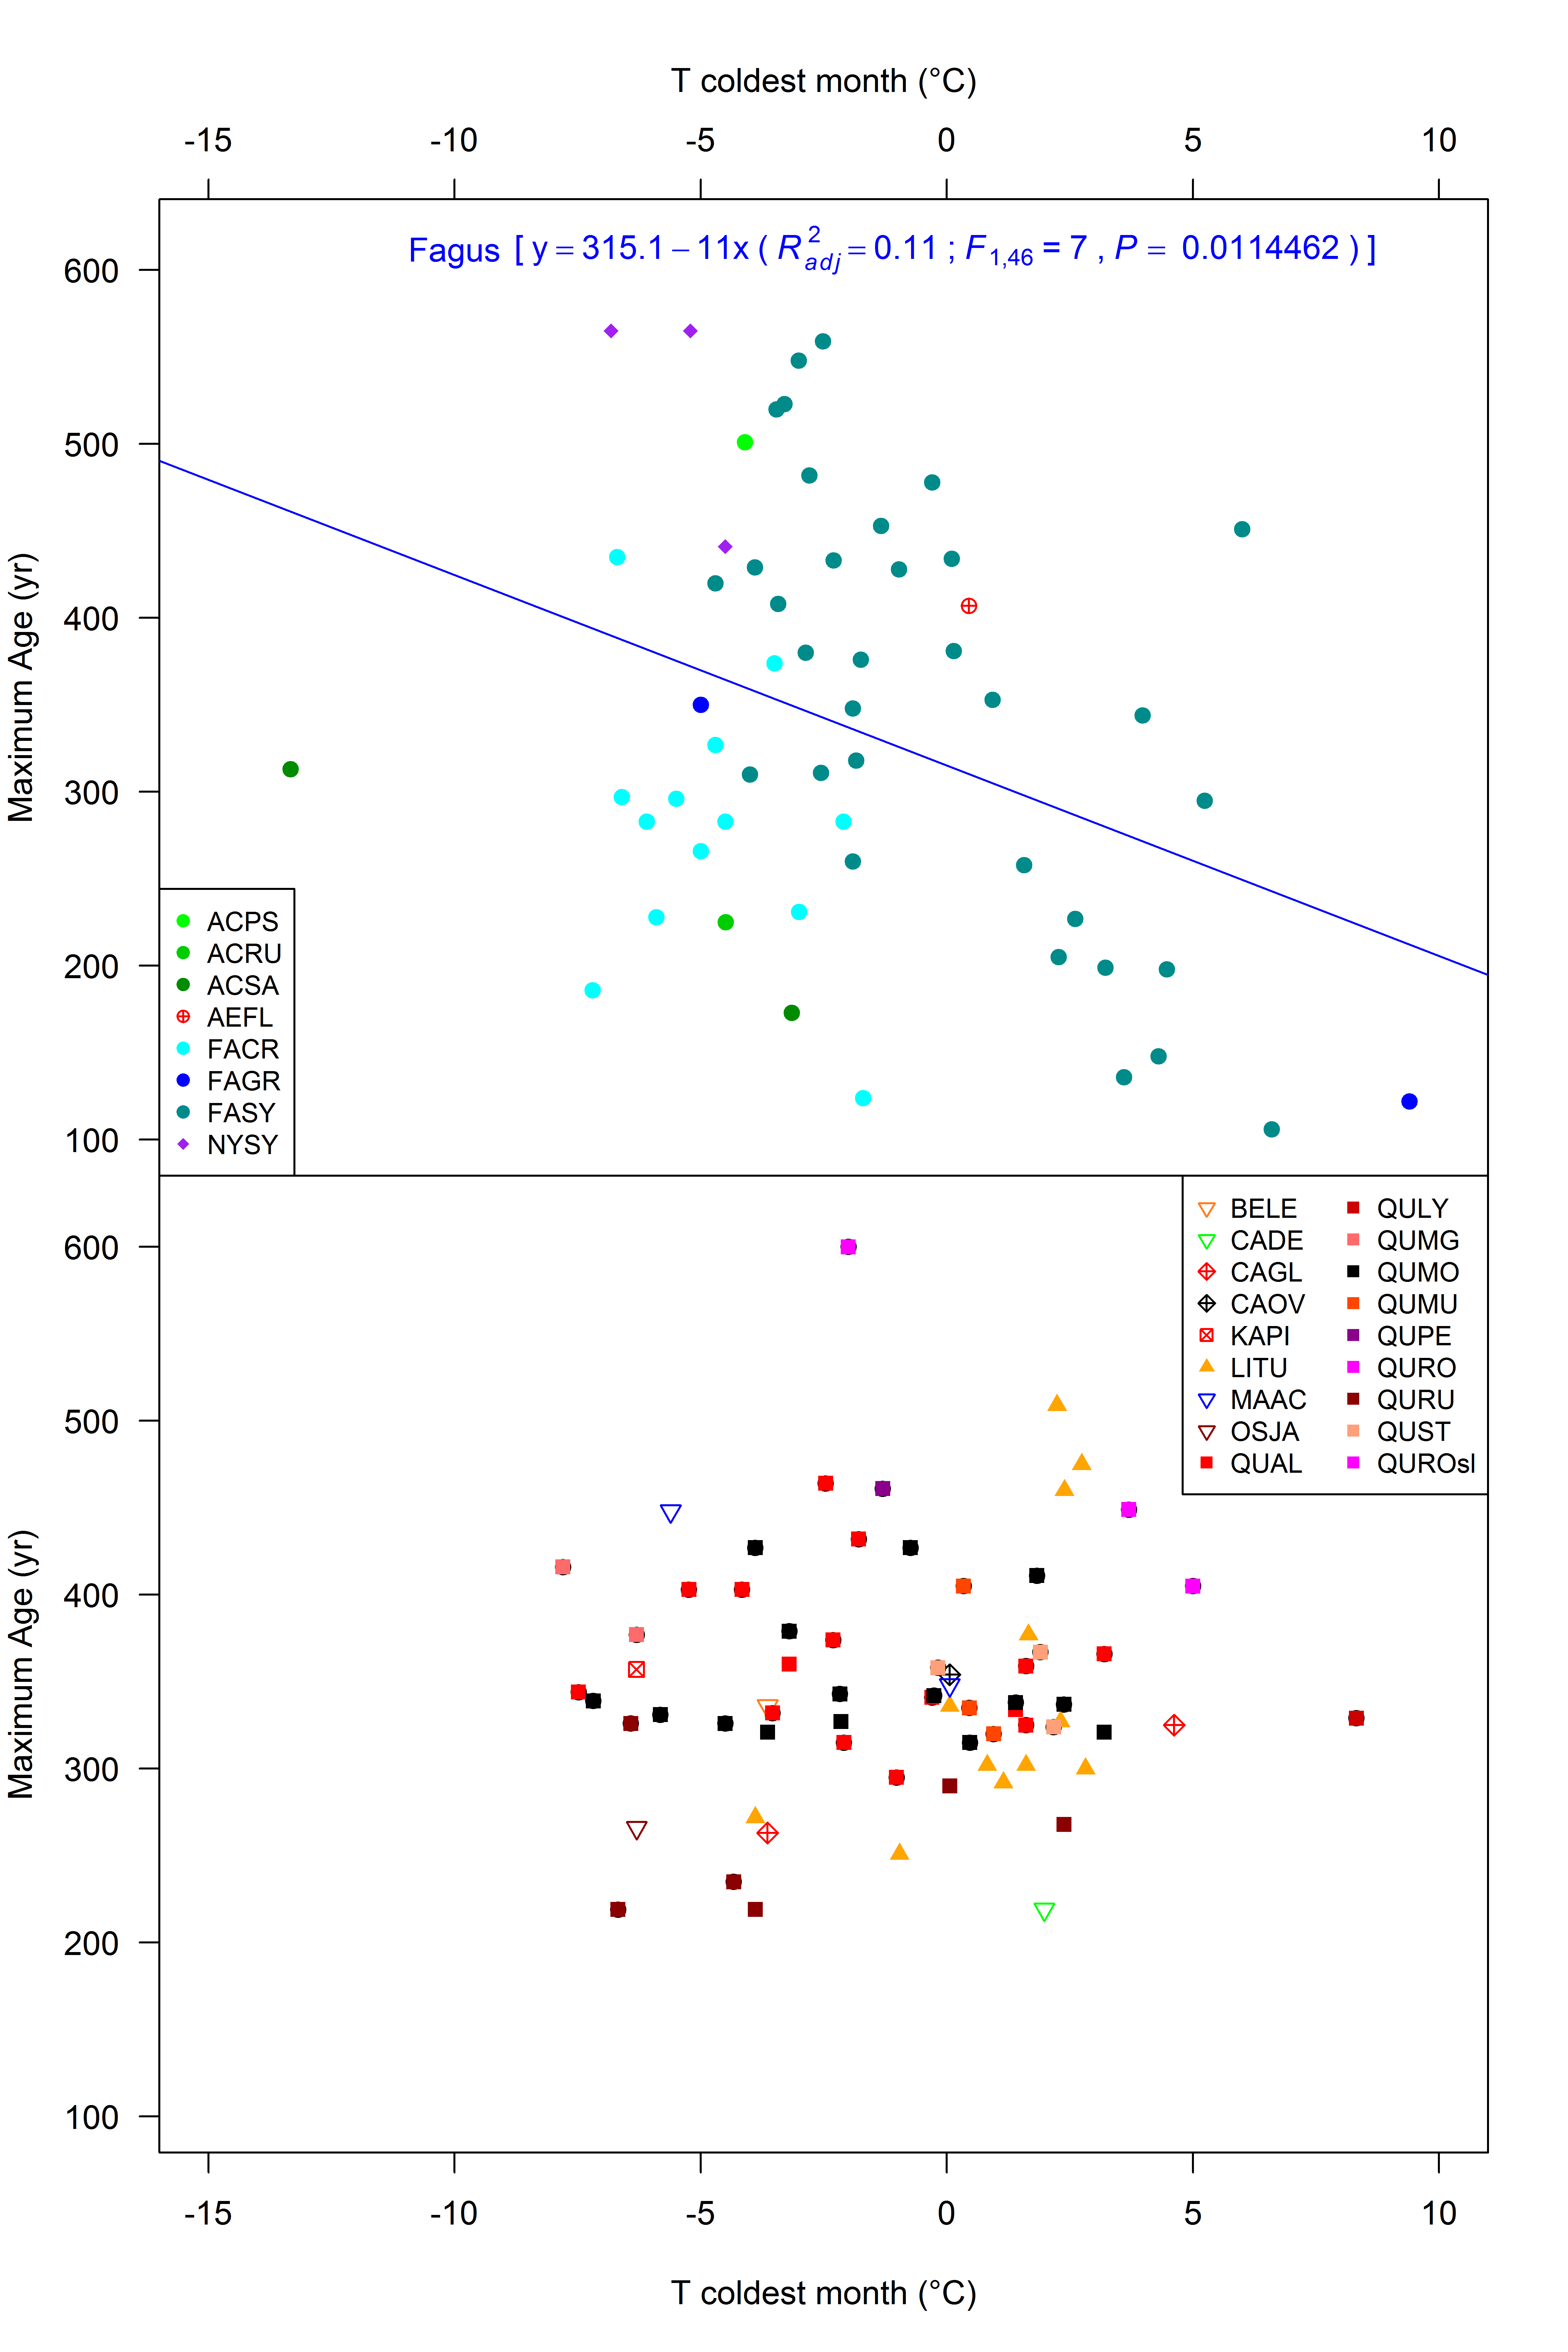 T coldest month (°C)
-15 -10 -5 0 5 10
Fagus [ y = 315.1 − 11x ( R²adj = 0.11 ; F1,46 = 7 , P = 0.0114462 ) ]
Maximum Age (yr)
600
500
400
300
200
100
ACPS
ACRU
ACSA
AEFL
FACR
FAGR
FASY
NYSY
Maximum Age (yr)
600
500
400
300
200
100
BELE QULY
CADE QUMG
CAGL QUMO
CAOV QUMU
KAPI QUPE
LITU QURO
MAAC QURU
OSJA QUST
QUAL QUROsl
-15 -10 -5 0 5 10
T coldest month (°C)